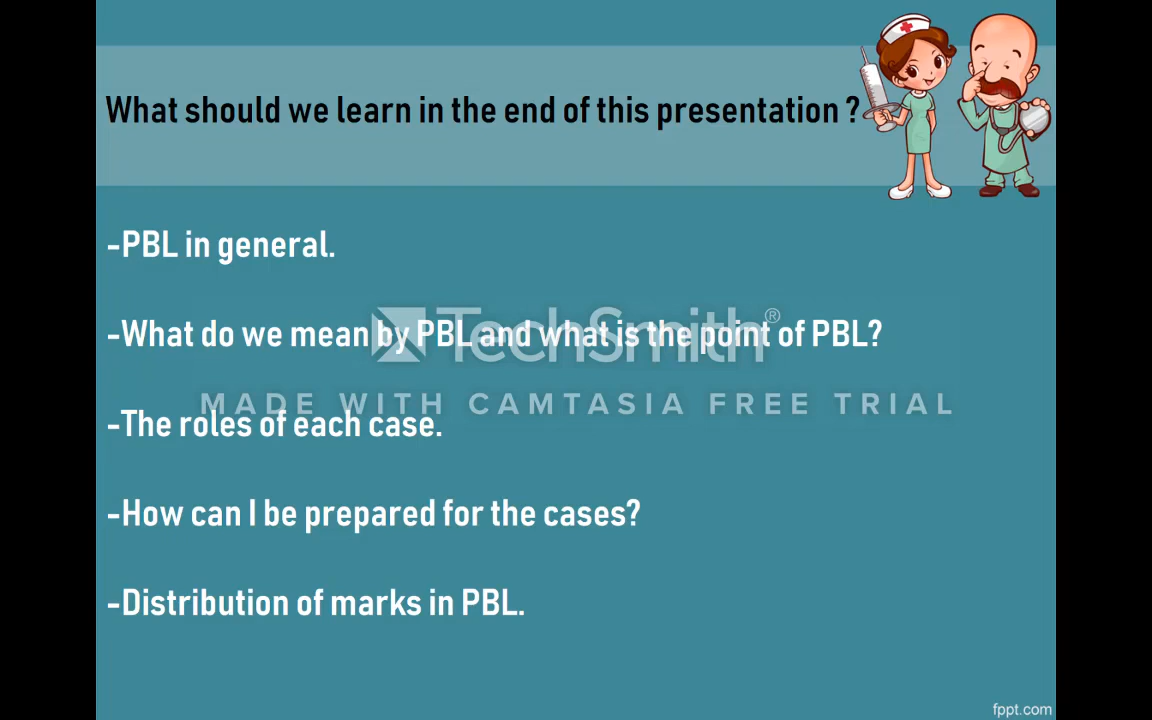 What should we learn in the end of this presentation ?
-PBL in general.
-What do we mean by PBL and what is the point of PBL?
TechSmith®
MADE WITH CAMTASIA FREE TRIAL
-The roles of each case.
-How can I be prepared for the cases?
-Distribution of marks in PBL.
fppt.com